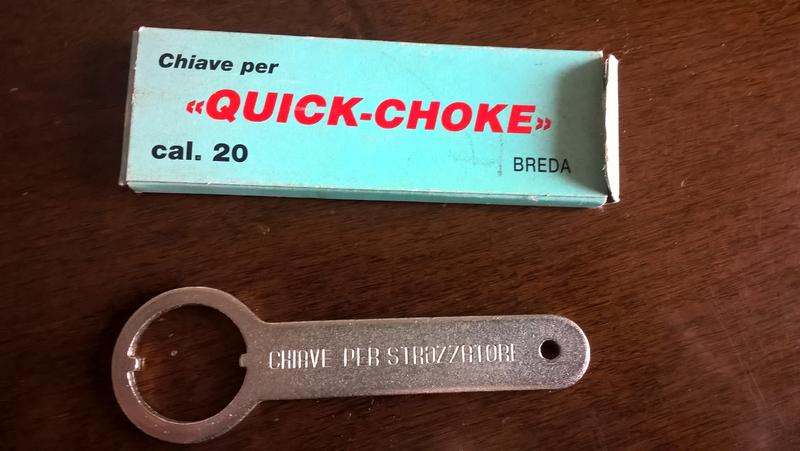 Chiave per
«QUICK-CHOKE»
cal. 20
BREDA
CHIAVE PER STROZZATORE